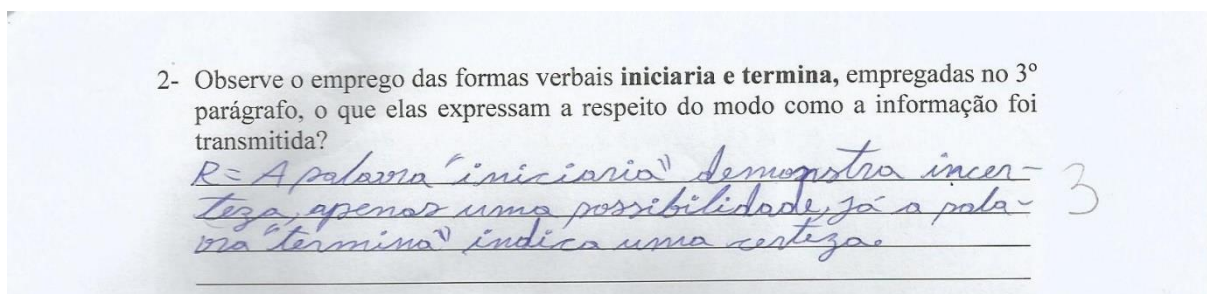 2- Observe o emprego das formas verbais iniciaria e termina, empregadas no 3º
parágrafo, o que elas expressam a respeito do modo como a informação foi
transmitida?
R= A palavra "iniciaria" demonstra incer-
teza, apenas uma possibilidade, já a pala-
vra "termina" indica uma certeza.
3